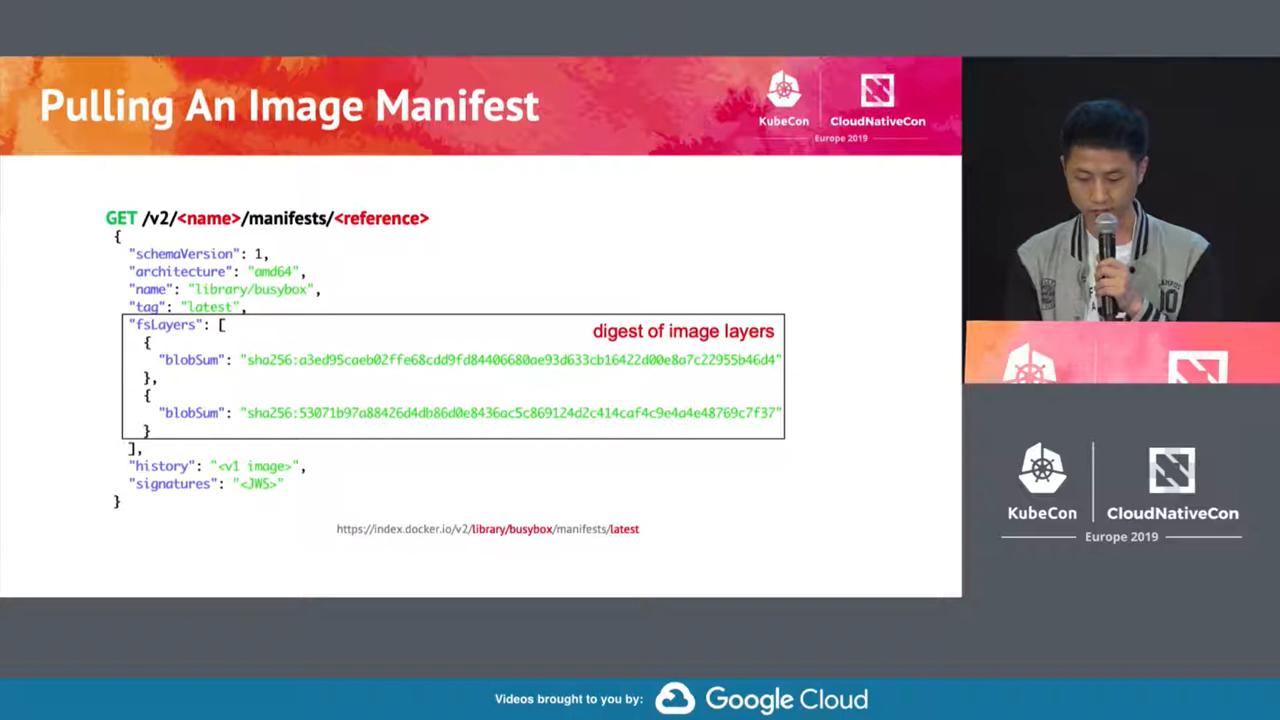 Pulling An Image Manifest
KubeCon
CloudNativeCon
Europe 2019
GET /v2/<name>/manifests/<reference>
{
"schemaVersion": 1,
"architecture": "amd64",
"name": "library/busybox",
"tag": "latest",
"fsLayers": [
digest of image layers
{
"blobSum": "sha256:a3ed95caeb02ffe68cdd9fd84406680ae93d633cb16422d00e8a7c22955b46d4"
},
{
"blobSum": "sha256:53071b97a88426d4db86d0e8436ac5c869124d2c414caf4c9e4a4e48769c7f37"
}
],
"history": "<v1 image>",
"signatures": "<JWS>"
}
https://index.docker.io/v2/library/busybox/manifests/latest
KubeCon
CloudNativeCon
Europe 2019
Videos brought to you by:
Google Cloud